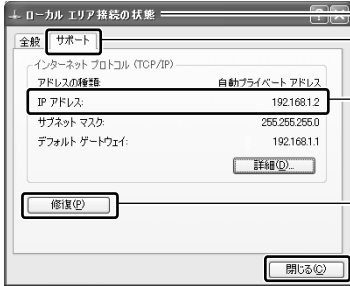 ローカル エリア接続の状態
全般 サポート
インターネット プロトコル (TCP/IP)
アドレスの種類: 自動プライベート アドレス
IP アドレス: 192.168.1.2
サブネット マスク: 255.255.255.0
デフォルト ゲートウェイ: 192.168.1.1
詳細(D)...
修復(P)
閉じる(C)